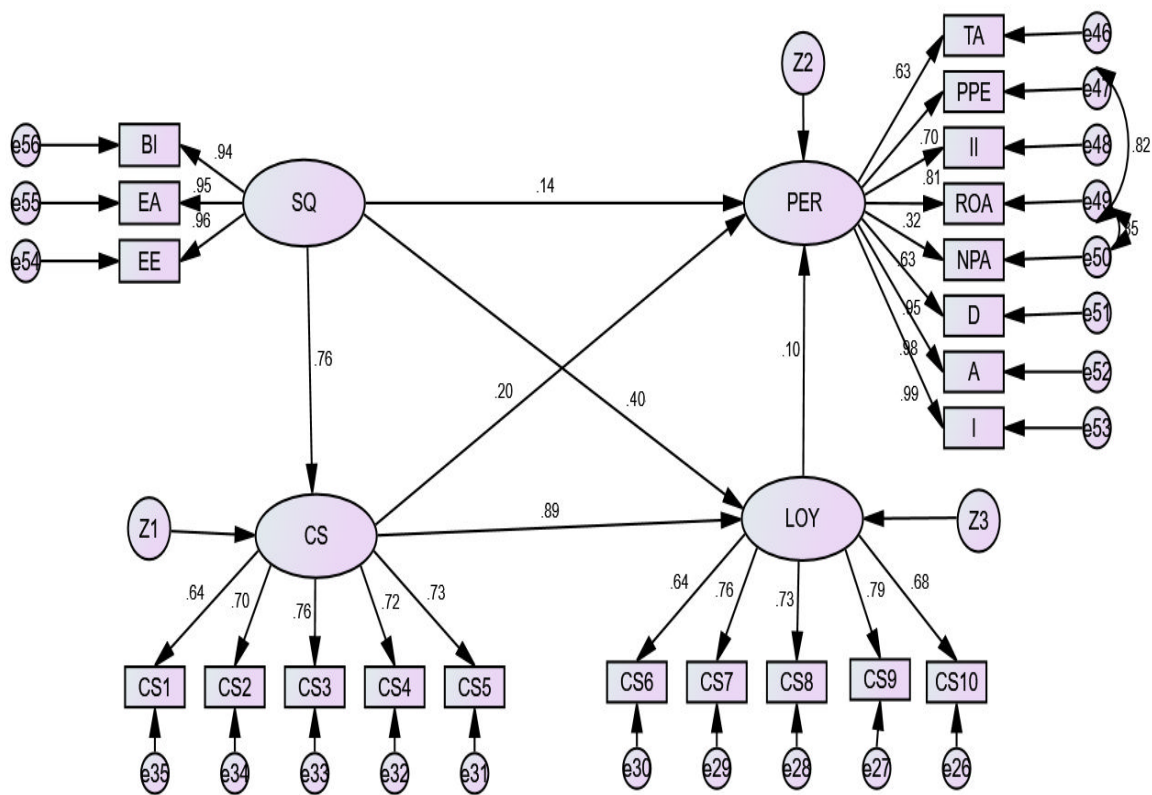 TA
e46
Z2
.63
PPE
e47
e56
BI
.94
.70
II
e48
.82
.95
.14
.81
e55
EA
SQ
PER
ROA
e49
.96
.32
e54
EE
.63
NPA
e50
.95
D
e51
.76
.10
.98
.20
.40
A
e52
.99
I
e53
Z1
CS
.89
LOY
Z3
.64
.70
.76
.72
.73
.64
.76
.73
.79
.68
CS1
CS2
CS3
CS4
CS5
CS6
CS7
CS8
CS9
CS10
e35
e34
e33
e32
e31
e30
e29
e28
e27
e26